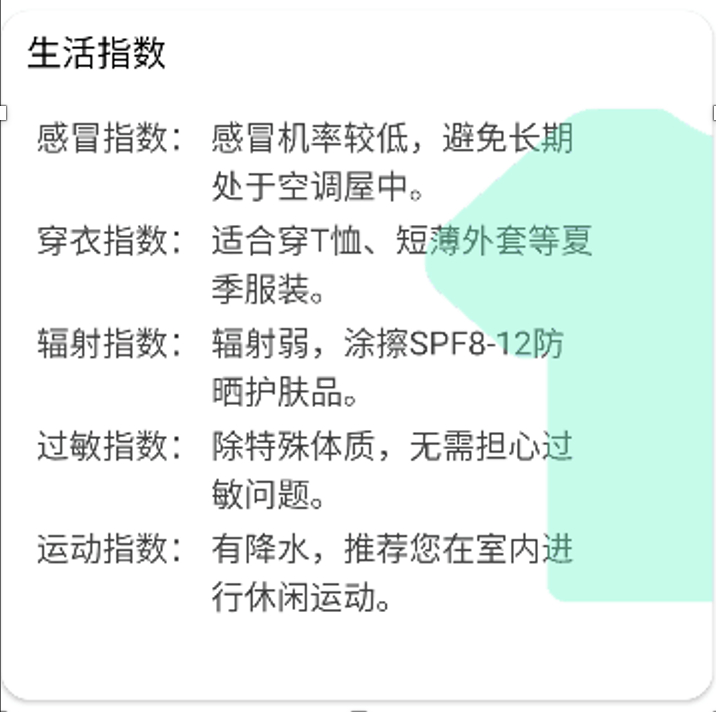 生活指数
感冒指数： 感冒机率较低，避免长期
处于空调屋中。
穿衣指数： 适合穿T恤、短薄外套等夏
季服装。
辐射指数： 辐射弱，涂擦SPF8-12防
晒护肤品。
过敏指数： 除特殊体质，无需担心过
敏问题。
运动指数： 有降水，推荐您在室内进
行休闲运动。